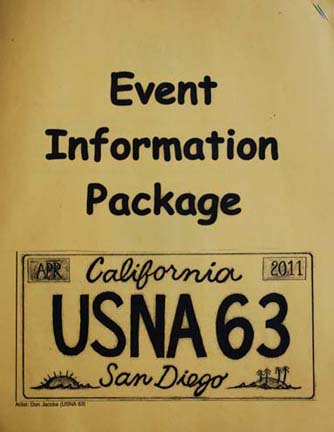 Event
Information
Package
APR California 2011
USNA 63
San Diego
Artist: Don Jacobs (USNA 63)